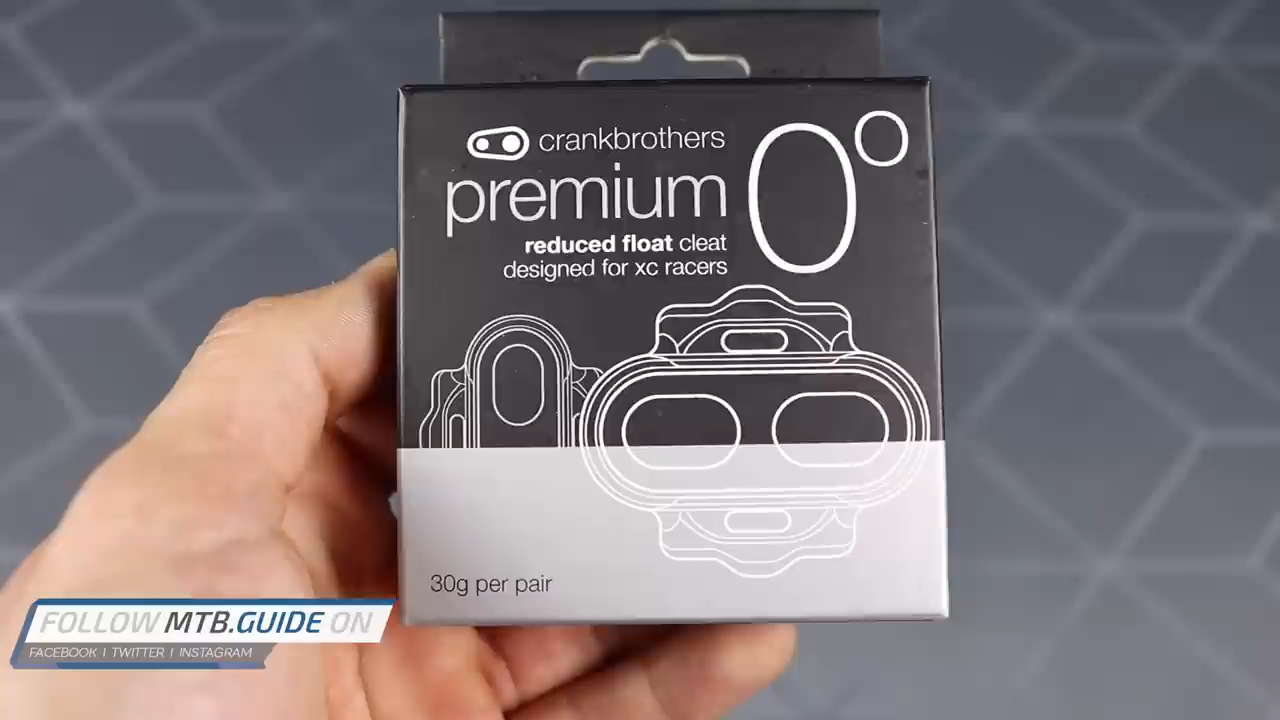 crankbrothers
premium
0°
reduced float cleat
designed for xc racers
30g per pair
FOLLOW MTB.GUIDE ON
FACEBOOK | TWITTER | INSTAGRAM